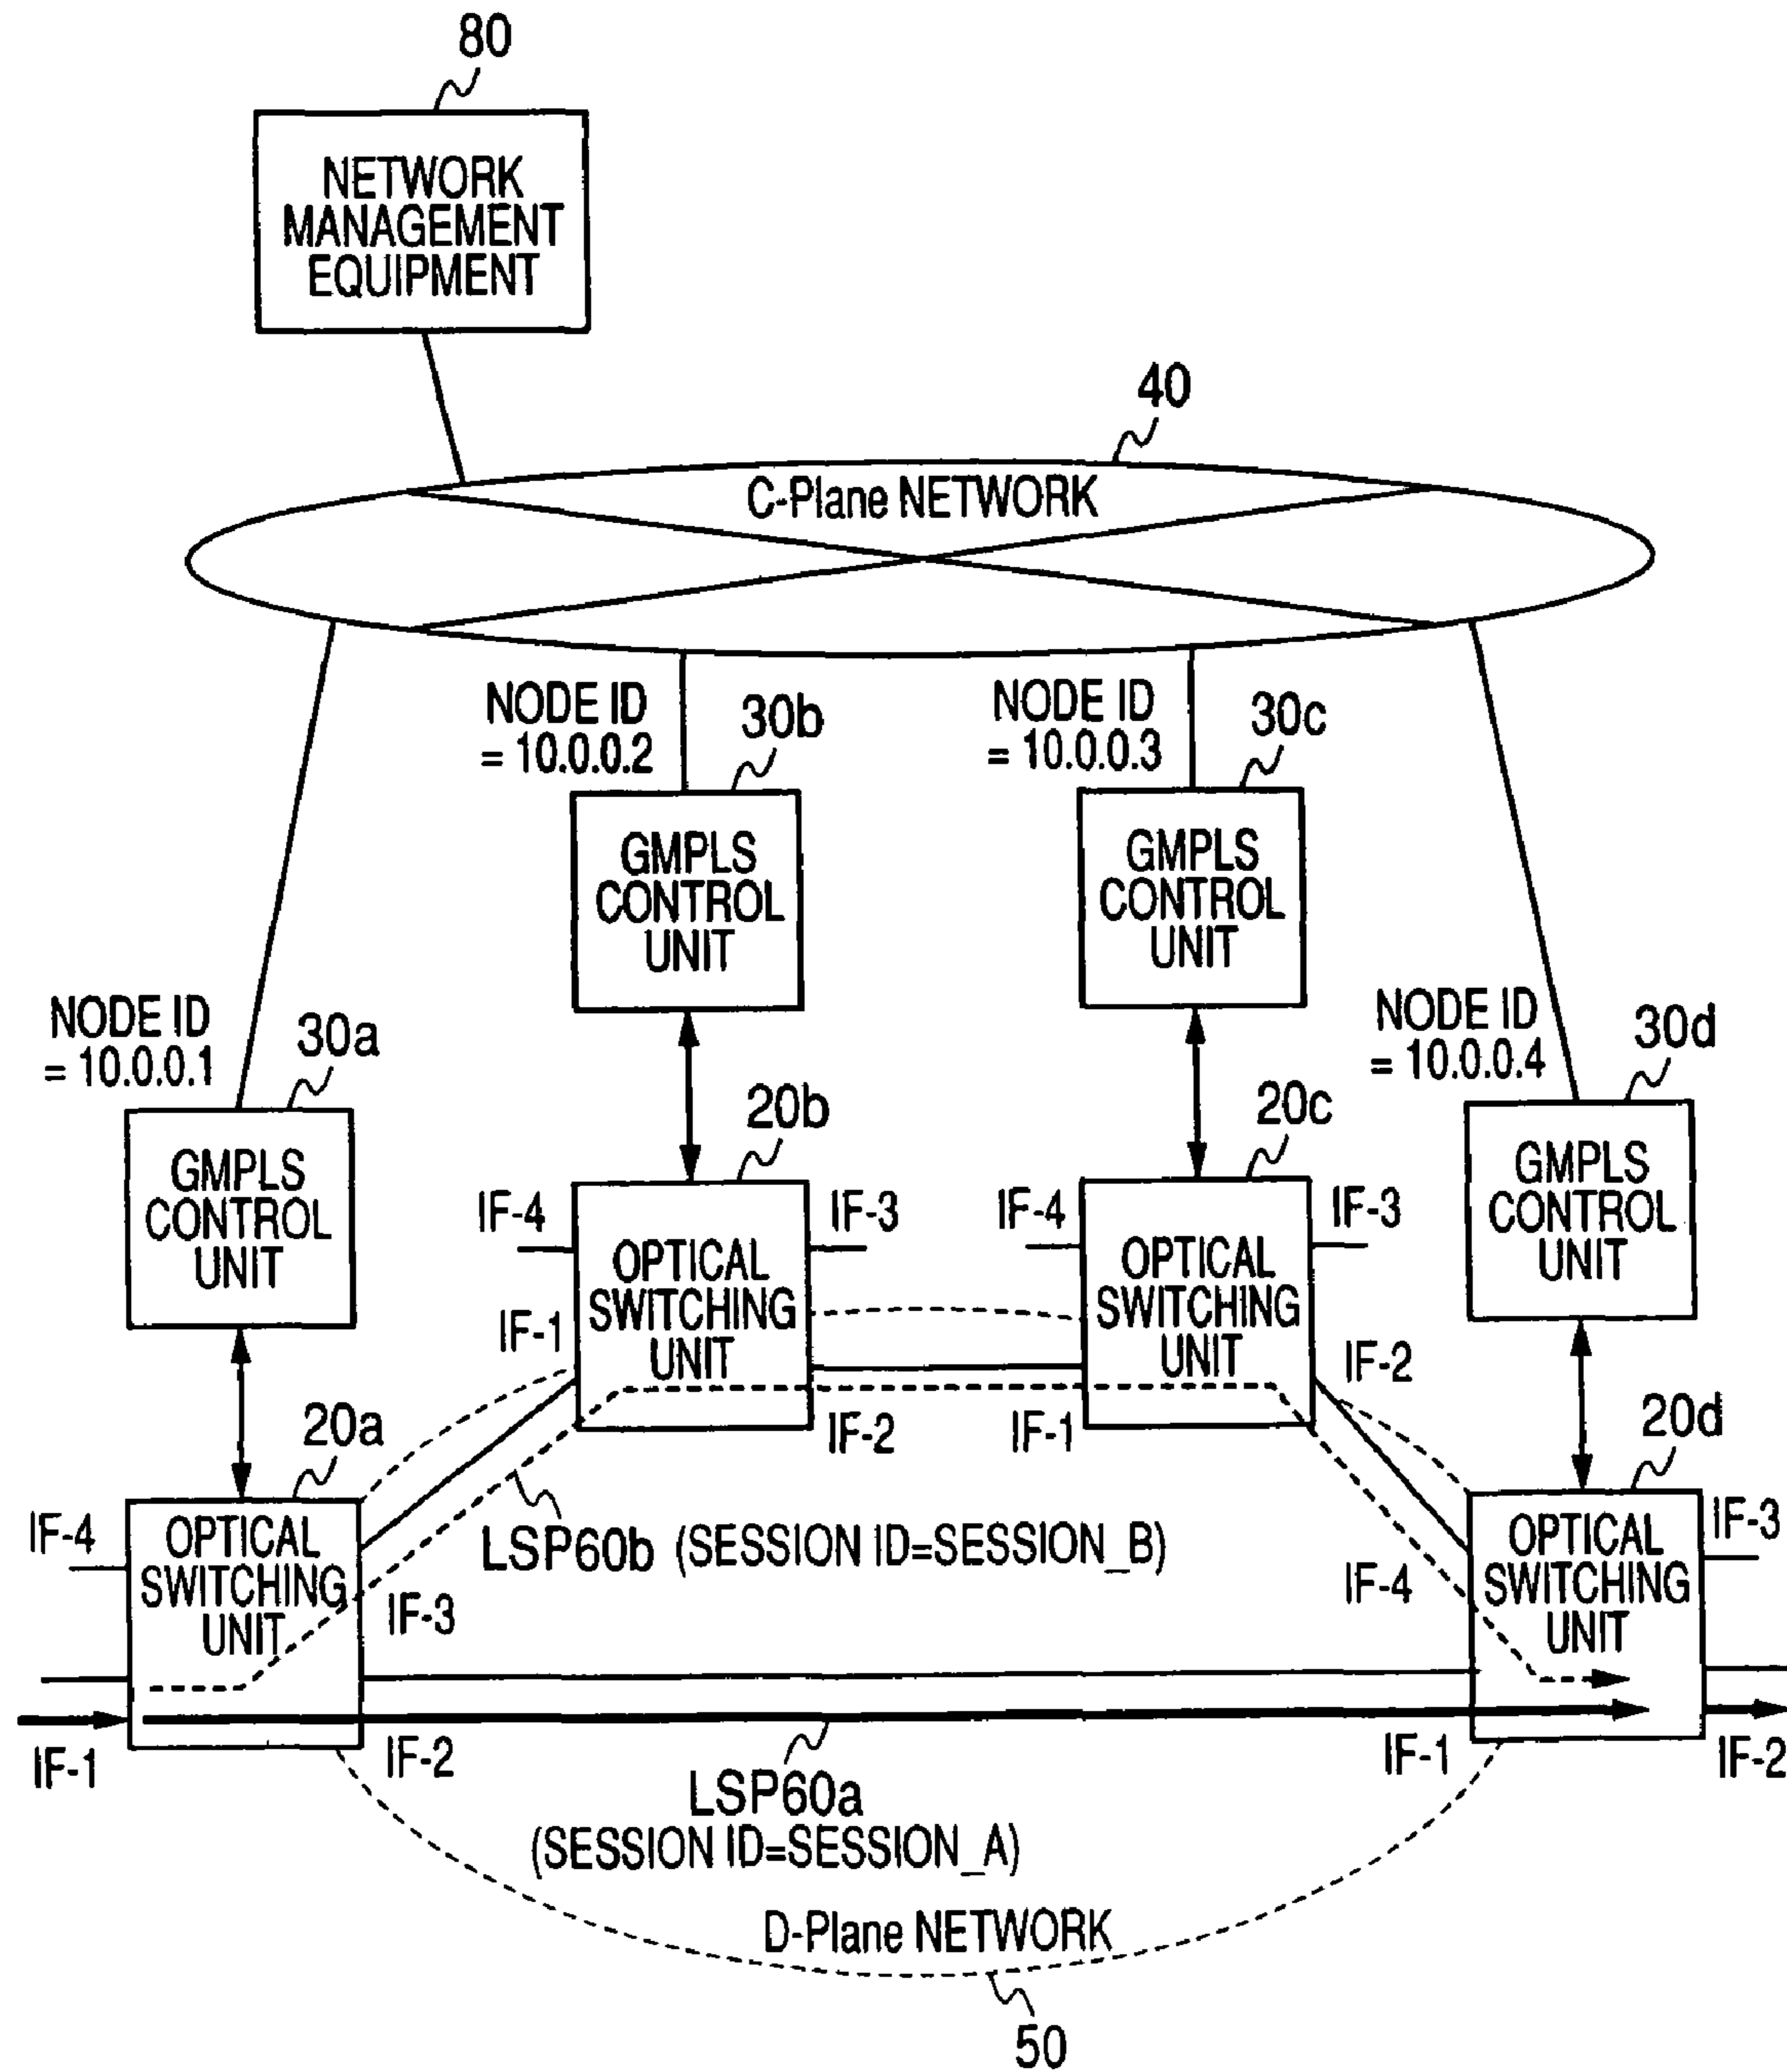 80
NETWORK
MANAGEMENT
EQUIPMENT
40
C-Plane NETWORK
NODE ID
= 10.0.0.2
30b
NODE ID
= 10.0.0.3
30c
GMPLS
CONTROL
UNIT
GMPLS
CONTROL
UNIT
NODE ID
= 10.0.0.1
30a
NODE ID
= 10.0.0.4
30d
20b
20c
GMPLS
CONTROL
UNIT
GMPLS
CONTROL
UNIT
IF-4
IF-3
IF-4
IF-3
OPTICAL
SWITCHING
UNIT
OPTICAL
SWITCHING
UNIT
IF-1
IF-2
IF-2
IF-1
20a
20d
IF-4
OPTICAL
SWITCHING
UNIT
LSP60b (SESSION ID=SESSION_B)
IF-3
IF-4
OPTICAL
SWITCHING
UNIT
IF-3
IF-1
IF-2
IF-1
IF-2
LSP60a
(SESSION ID=SESSION_A)
D-Plane NETWORK
50